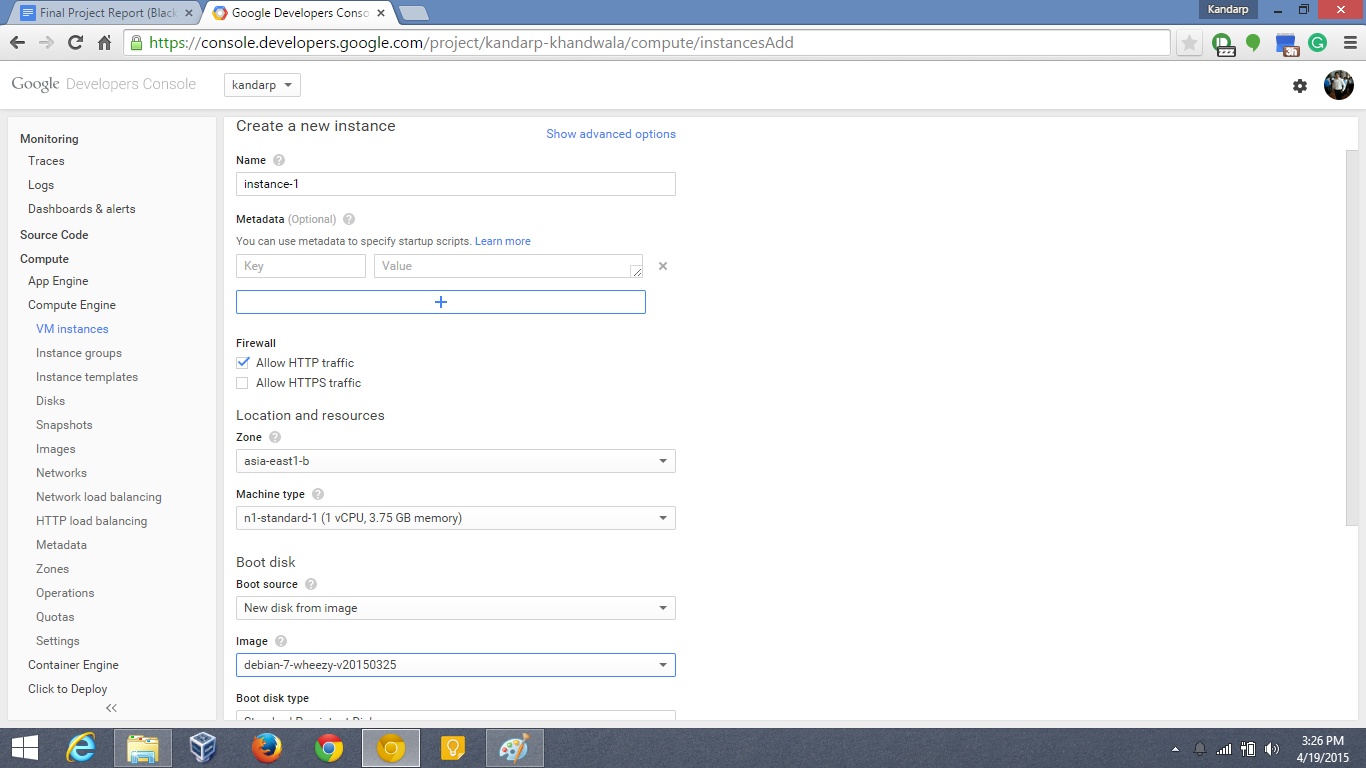 Final Project Report (Black
Google Developers Conso
Kandarp
https://console.developers.google.com/project/kandarp-khandwala/compute/instancesAdd
zzz
3h
Google Developers Console
kandarp
Monitoring
Traces
Logs
Dashboards & alerts
Source Code
Compute
App Engine
Compute Engine
VM instances
Instance groups
Instance templates
Disks
Snapshots
Images
Networks
Network load balancing
HTTP load balancing
Metadata
Zones
Operations
Quotas
Settings
Container Engine
Click to Deploy
Create a new instance
Show advanced options
Name ?
instance-1
Metadata (Optional) ?
You can use metadata to specify startup scripts. Learn more
Key Value
Firewall
Allow HTTP traffic
Allow HTTPS traffic
Location and resources
Zone ?
asia-east1-b
Machine type ?
n1-standard-1 (1 vCPU, 3.75 GB memory)
Boot disk
Boot source ?
New disk from image
Image ?
debian-7-wheezy-v20150325
Boot disk type
3:26 PM
4/19/2015